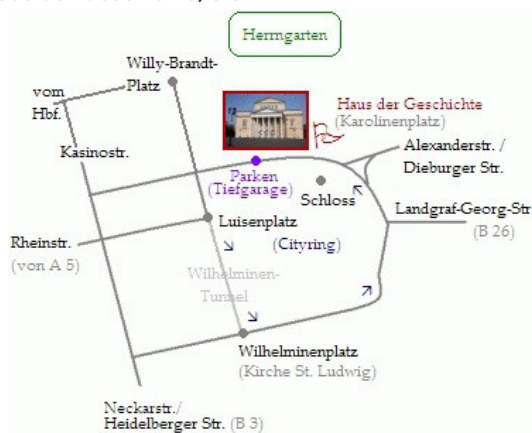 Herrngarten
Willy-Brandt-
Platz
vom
Hbf.
Haus der Geschichte
(Karolinenplatz)
Kasinostr.
Alexanderstr. /
Dieburger Str.
Parken
(Tiefgarage)
Schloss
Landgraf-Georg-Str
(B 26)
Luisenplatz
Rheinstr.
(von A 5)
(Cityring)
Wilhelminen-
Tunnel
Wilhelminenplatz
(Kirche St. Ludwig)
Neckarstr./
Heidelberger Str. (B 3)